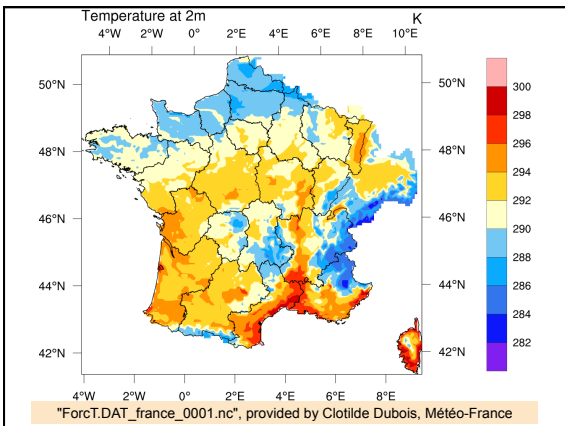 Temperature at 2m K
4°W 2°W 0° 2°E 4°E 6°E 8°E 10°E
50°N 50°N
48°N 48°N
46°N 46°N
44°N 44°N
42°N 42°N
4°W 2°W 0° 2°E 4°E 6°E 8°E
300
298
296
294
292
290
288
286
284
282
"ForcT.DAT_france_0001.nc", provided by Clotilde Dubois, Météo-France